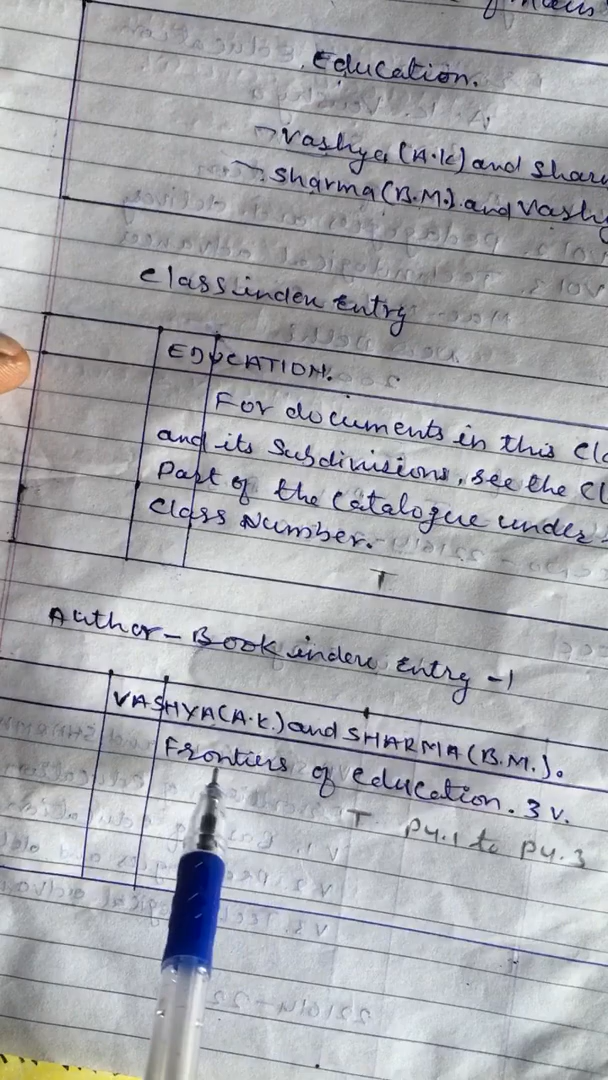 Education.
Vashya (A.K) and Shar
Sharma (B.M.) and Vashy
Class index Entry
EDUCATION.
For documents in this Cla
and its Subdivisions, see the Cl
Part of the Catalogue under
Class Number.
T
Author - Book index Entry -1
VASHYA (A.K.) and SHARMA (B.M.).
Frontiers of education. 3 v.
T P4.1 to P4.3